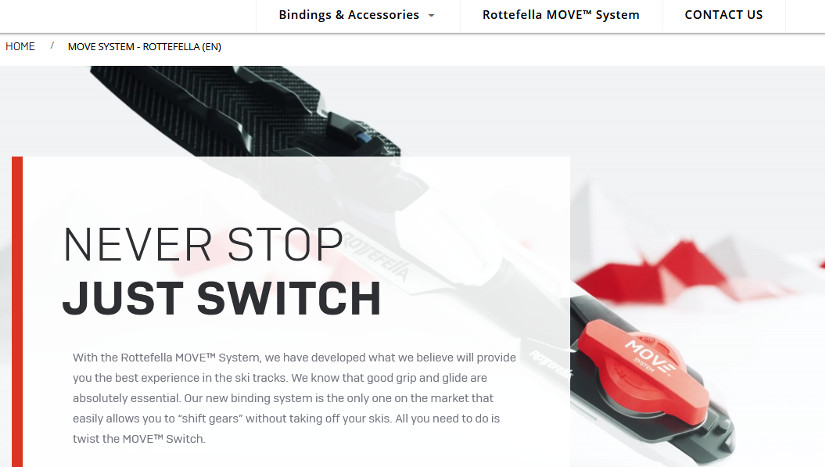 Bindings & Accessories
Rottefella MOVE™ System
CONTACT US
HOME / MOVE SYSTEM - ROTTEFELLA (EN)
NEVER STOP
JUST SWITCH
With the Rottefella MOVE™ System, we have developed what we believe will provide
you the best experience in the ski tracks. We know that good grip and glide are
absolutely essential. Our new binding system is the only one on the market that
easily allows you to “shift gears” without taking off your skis. All you need to do is
twist the MOVE™ Switch.
ROTTEFELLA
ROTTEFELLA
MOVE
SYSTEM